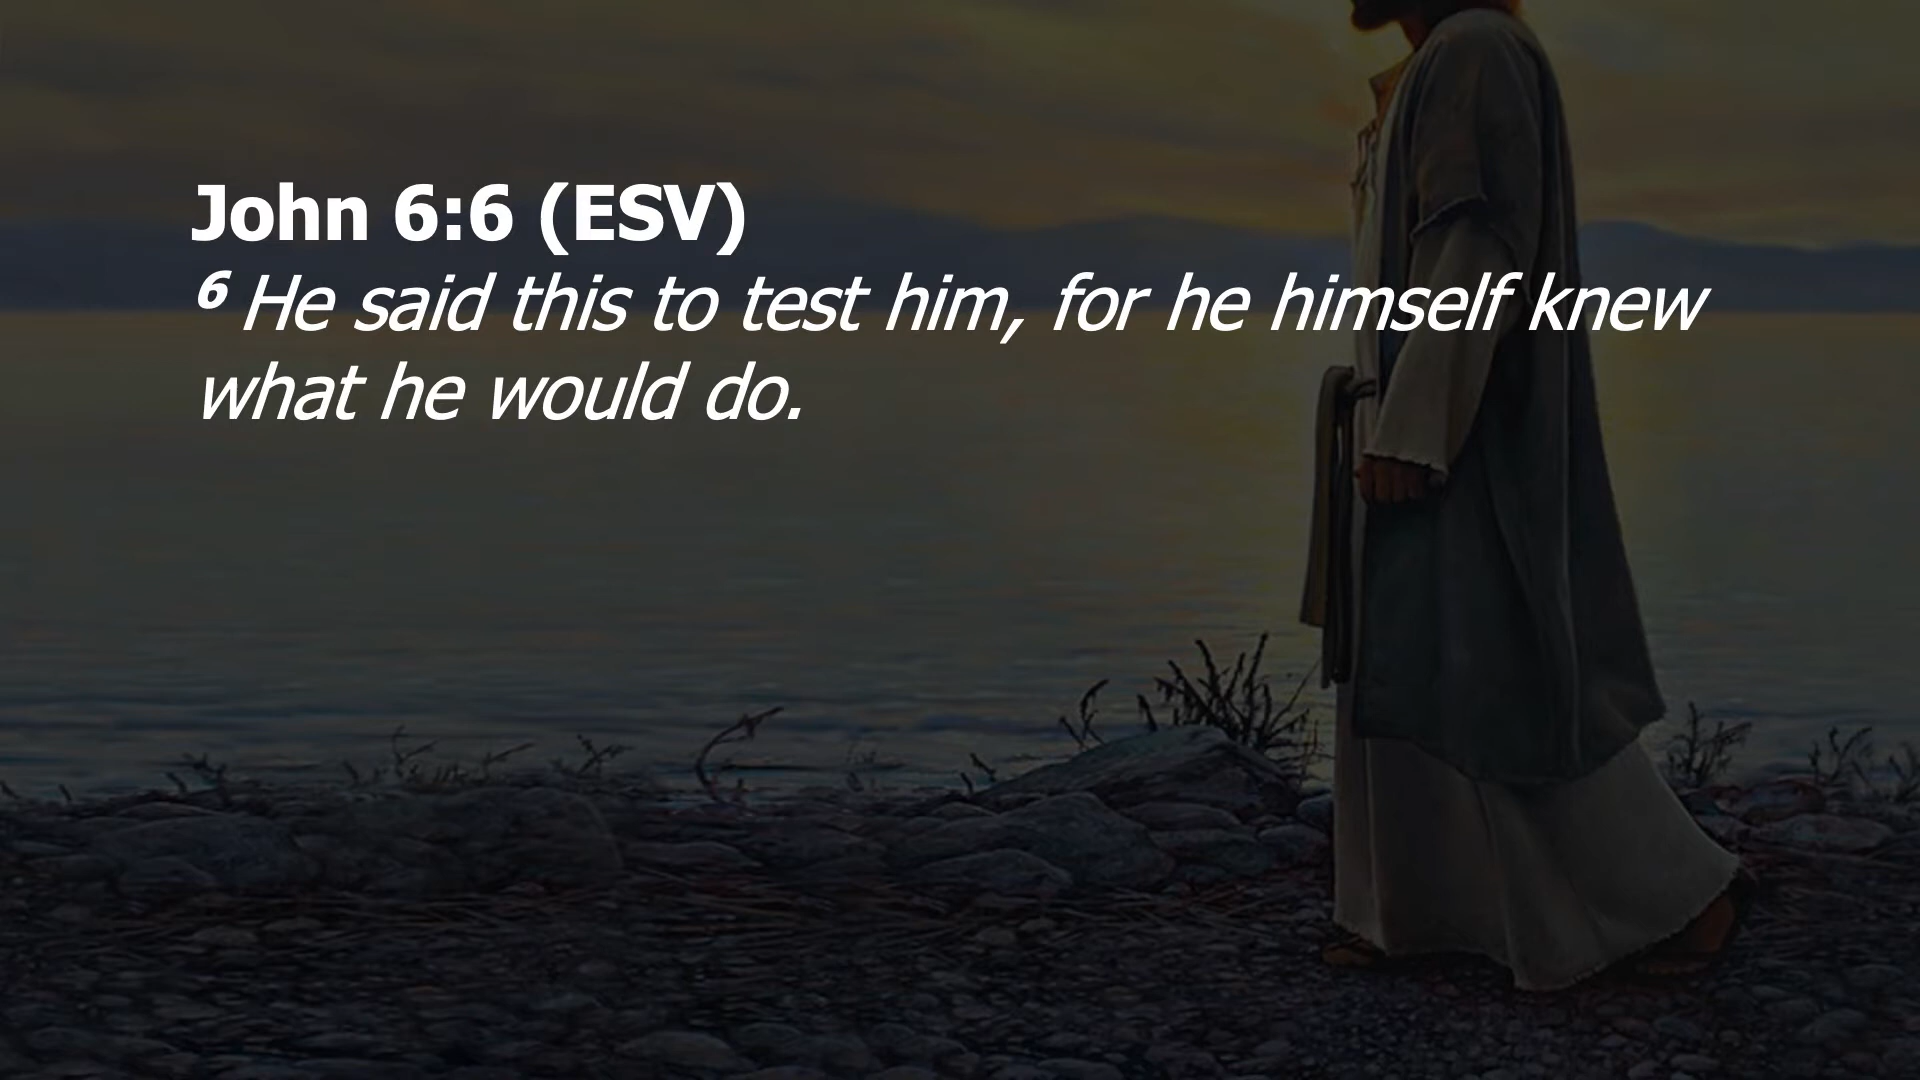 John 6:6 (ESV)
6 He said this to test him, for he himself knew
what he would do.